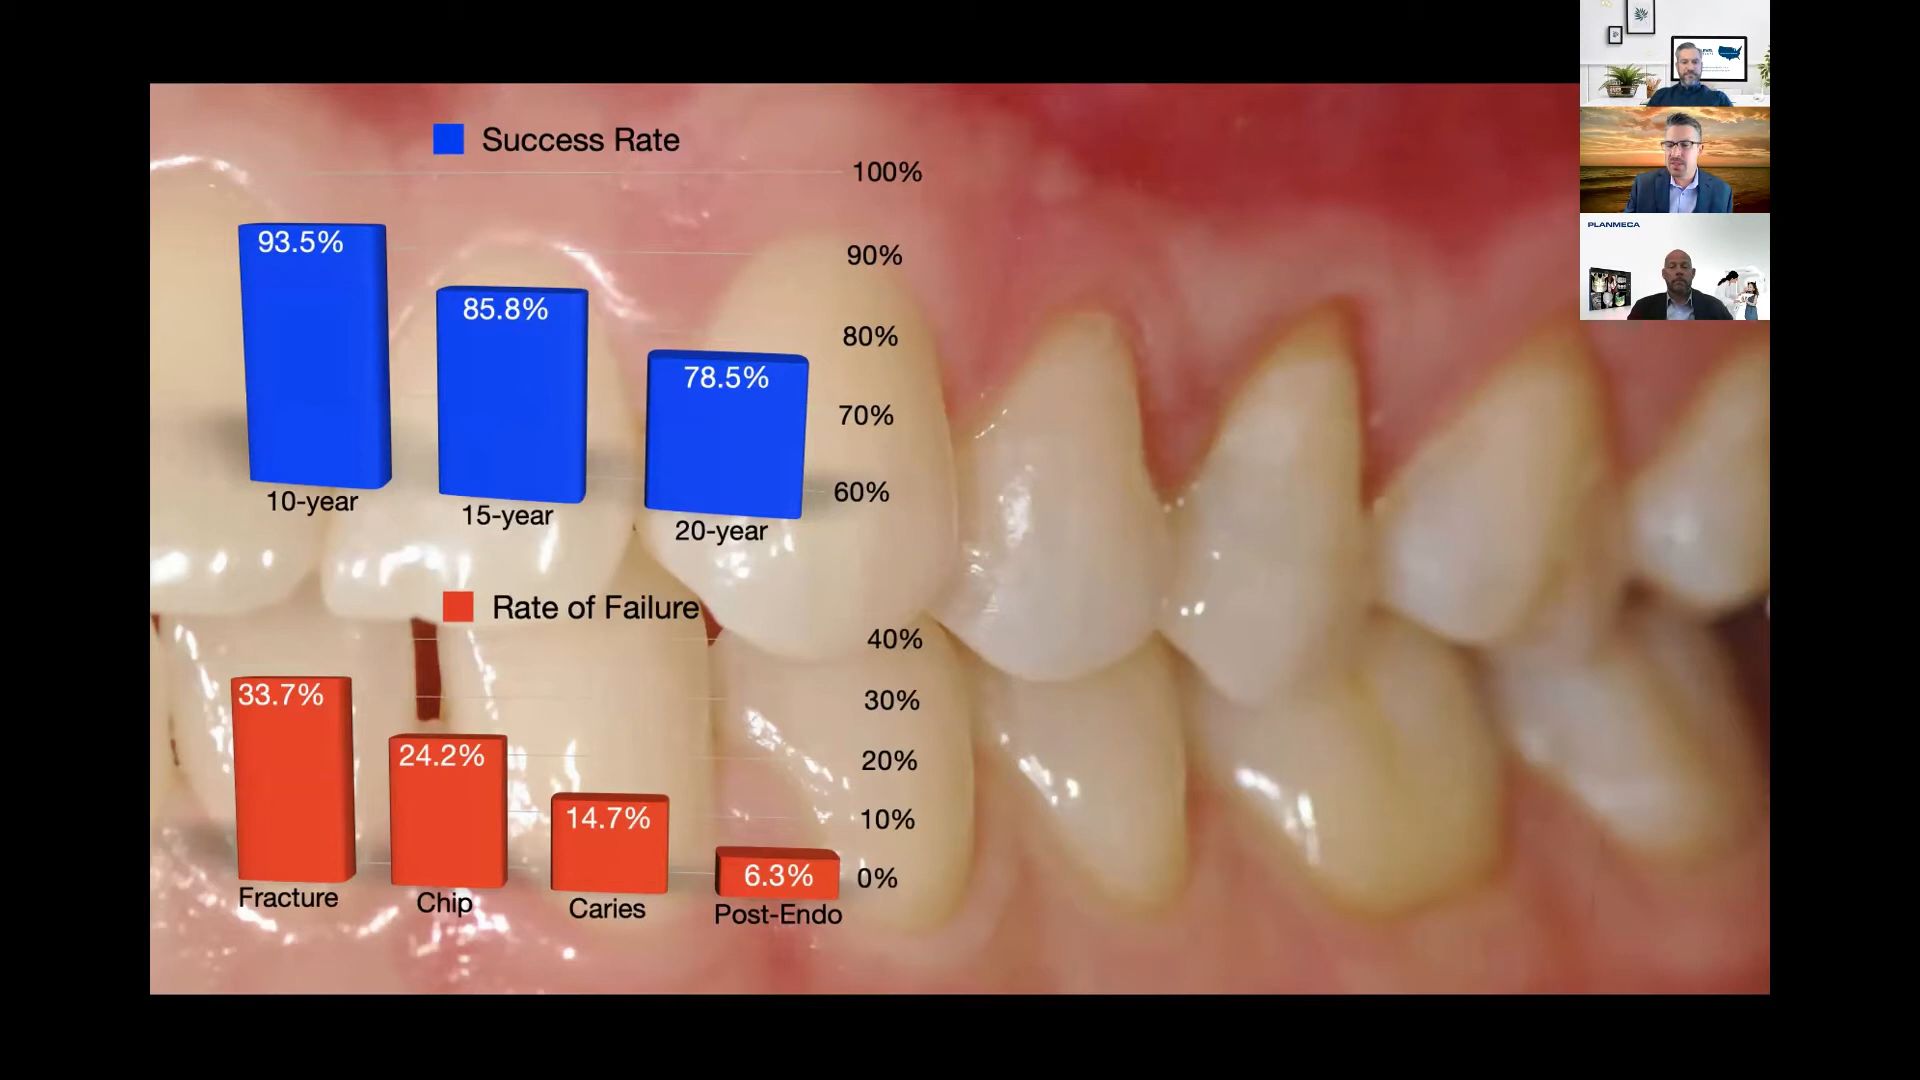 Success Rate
100%
90%
80%
70%
60%
93.5%
85.8%
78.5%
10-year
15-year
20-year
Rate of Failure
40%
30%
20%
10%
0%
33.7%
24.2%
14.7%
6.3%
Fracture
Chip
Caries
Post-Endo
PLANMECA